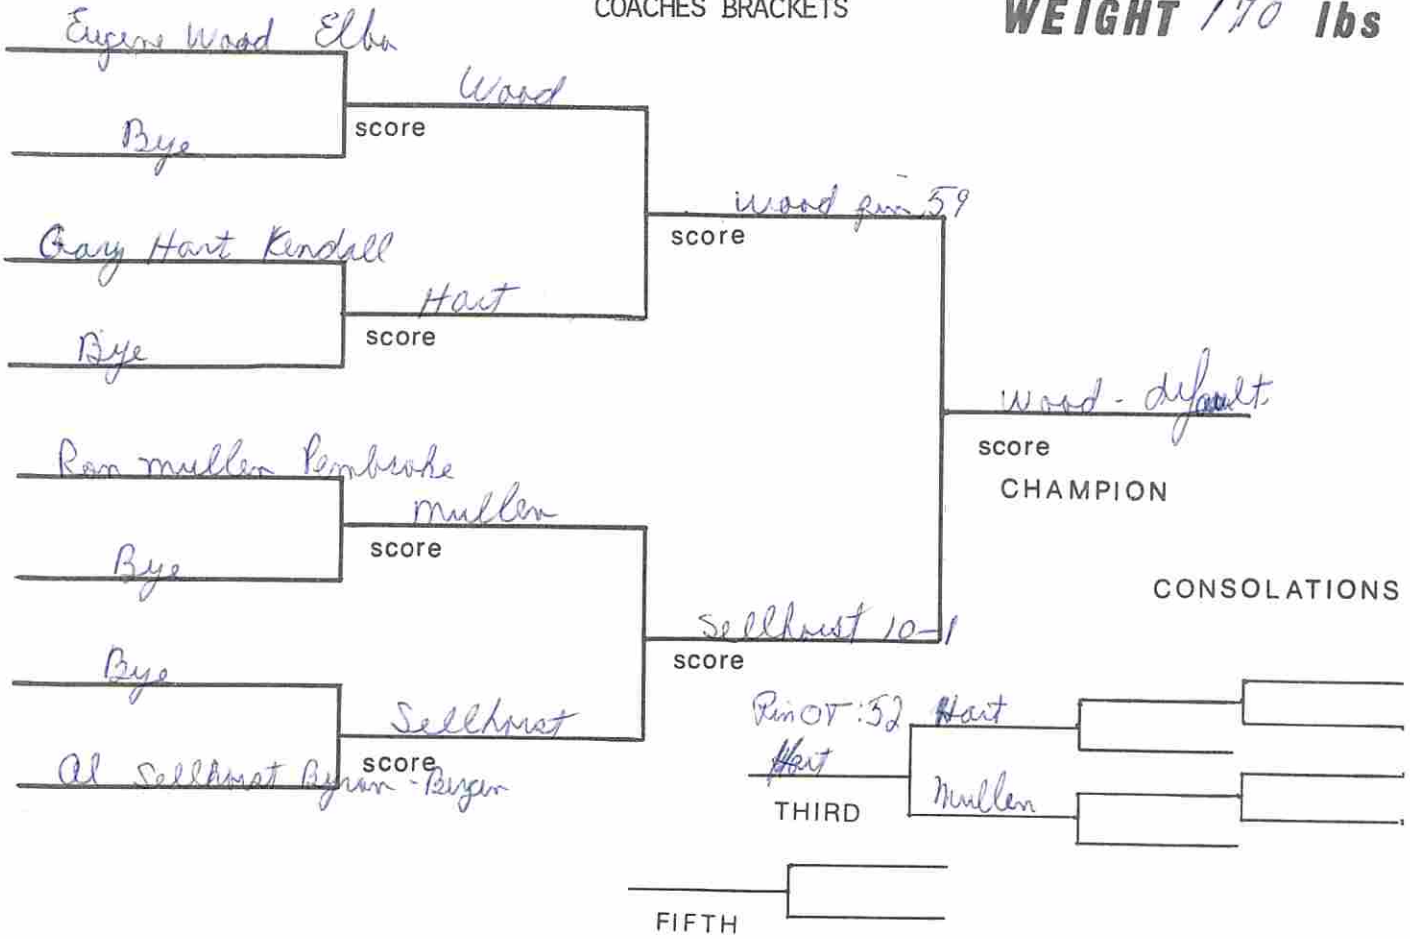 COACHES BRACKETS
WEIGHT 170 lbs
Eugene Wood Elba
Wood
score
Bye
Wood pin 59
score
Gary Hart Kendall
Hart
score
Bye
Wood - default
score
CHAMPION
Ron Mullen Pembroke
Mullen
score
Bye
CONSOLATIONS
Sellhorst 10-1
score
Bye
Sellhorst
score
Al Sellhorst Byron-Bergen
Pin OT :52 Hart
Hart
THIRD
Mullen
FIFTH